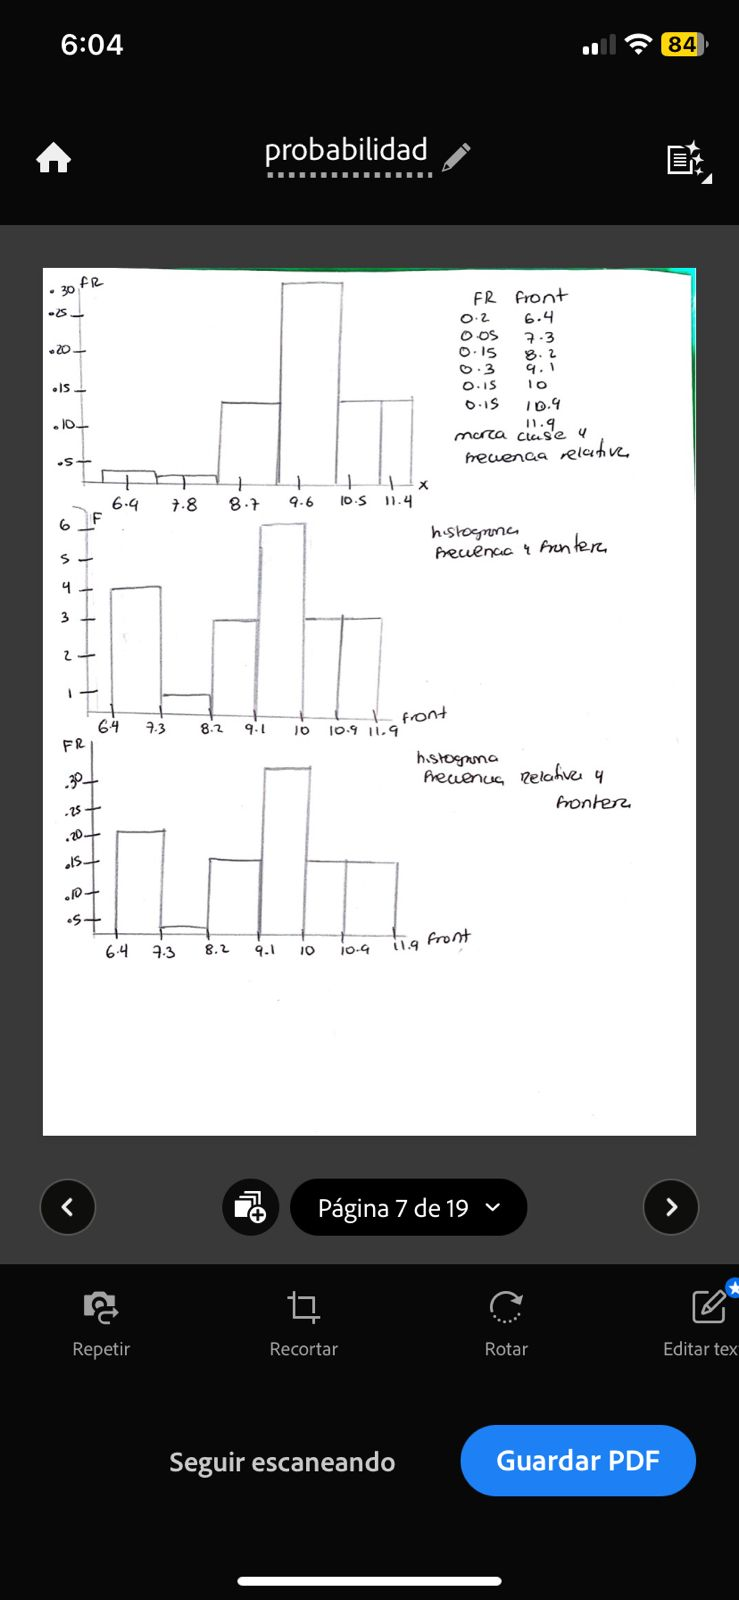 6:04
84
probabilidad
.30 FR
.25
.20
.15
.10
.5
6.9 7.8 8.7 9.6 10.5 11.4 x
FR front
0.2 6.4
0.05 7.3
0.15 8.2
0.3 9.1
0.15 10
0.15 10.9
11.9
marca clase y
frecuencia relativa
6 F
5
4
3
2
1
6.4 7.3 8.2 9.1 10 10.9 11.9 front
histograma
frecuencia y frontera
FR
.30
.25
.20
.15
.10
.5
6.4 7.3 8.2 9.1 10 10.9 11.9 front
histograma
frecuencia Relativa y
frontera
Página 7 de 19
Repetir Recortar Rotar Editar tex
Seguir escaneando Guardar PDF